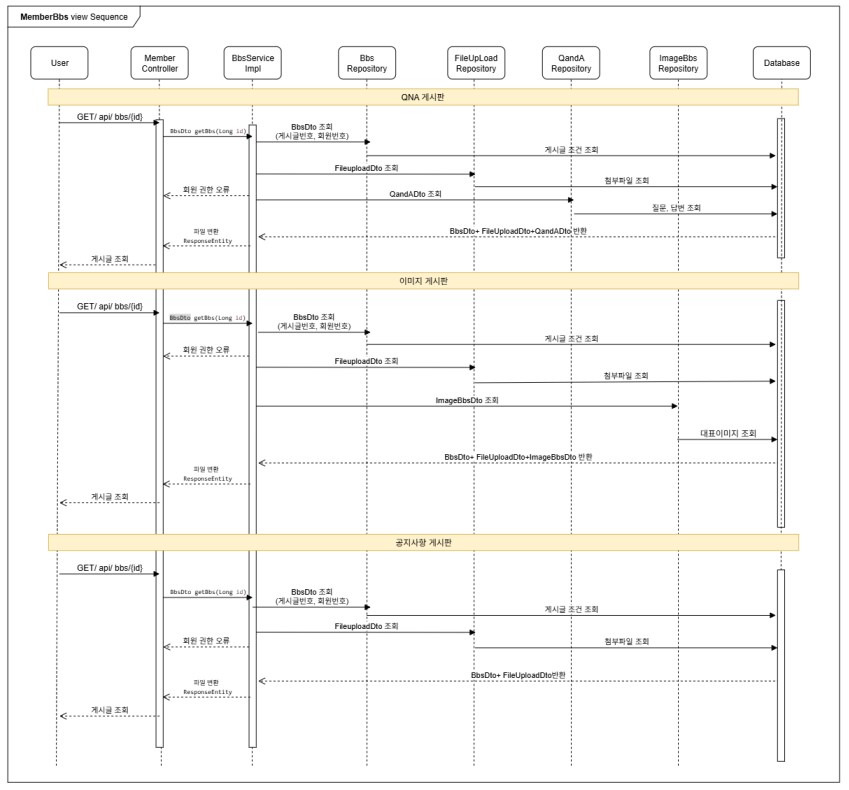 MemberBbs view Sequence
User
Member
Controller
BbsService
Impl
Bbs
Repository
FileUpLoad
Repository
QandA
Repository
ImageBbs
Repository
Database
QNA 게시판
GET/ api/ bbs/{id}
BbsDto getBbs(Long id)
BbsDto 조회
(게시글번호, 회원번호)
게시글 조건 조회
FileuploadDto 조회
첨부파일 조회
회원 권한 오류
QandADto 조회
질문, 답변 조회
BbsDto+ FileUploadDto+QandADto 반환
파일 변환
ResponseEntity
게시글 조회
이미지 게시판
GET/ api/ bbs/{id}
BbsDto getBbs(Long id)
BbsDto 조회
(게시글번호, 회원번호)
게시글 조건 조회
회원 권한 오류
FileuploadDto 조회
첨부파일 조회
ImageBbsDto 조회
대표이미지 조회
BbsDto+ FileUploadDto+ImageBbsDto 반환
파일 변환
ResponseEntity
게시글 조회
공지사항 게시판
GET/ api/ bbs/{id}
BbsDto getBbs(Long id)
BbsDto 조회
(게시글번호, 회원번호)
게시글 조건 조회
FileuploadDto 조회
회원 권한 오류
첨부파일 조회
BbsDto+ FileUploadDto반환
파일 변환
ResponseEntity
게시글 조회